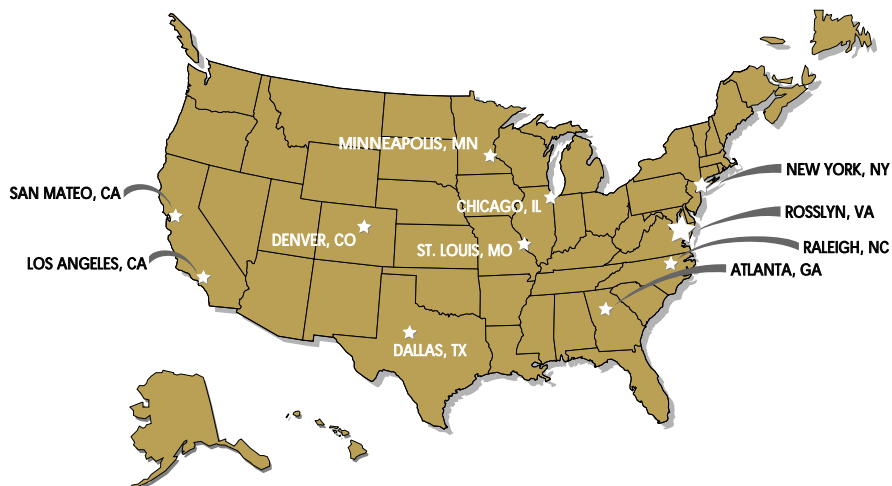 MINNEAPOLIS, MN
NEW YORK, NY
SAN MATEO, CA
CHICAGO, IL
ROSSLYN, VA
DENVER, CO
ST. LOUIS, MO
RALEIGH, NC
LOS ANGELES, CA
ATLANTA, GA
DALLAS, TX